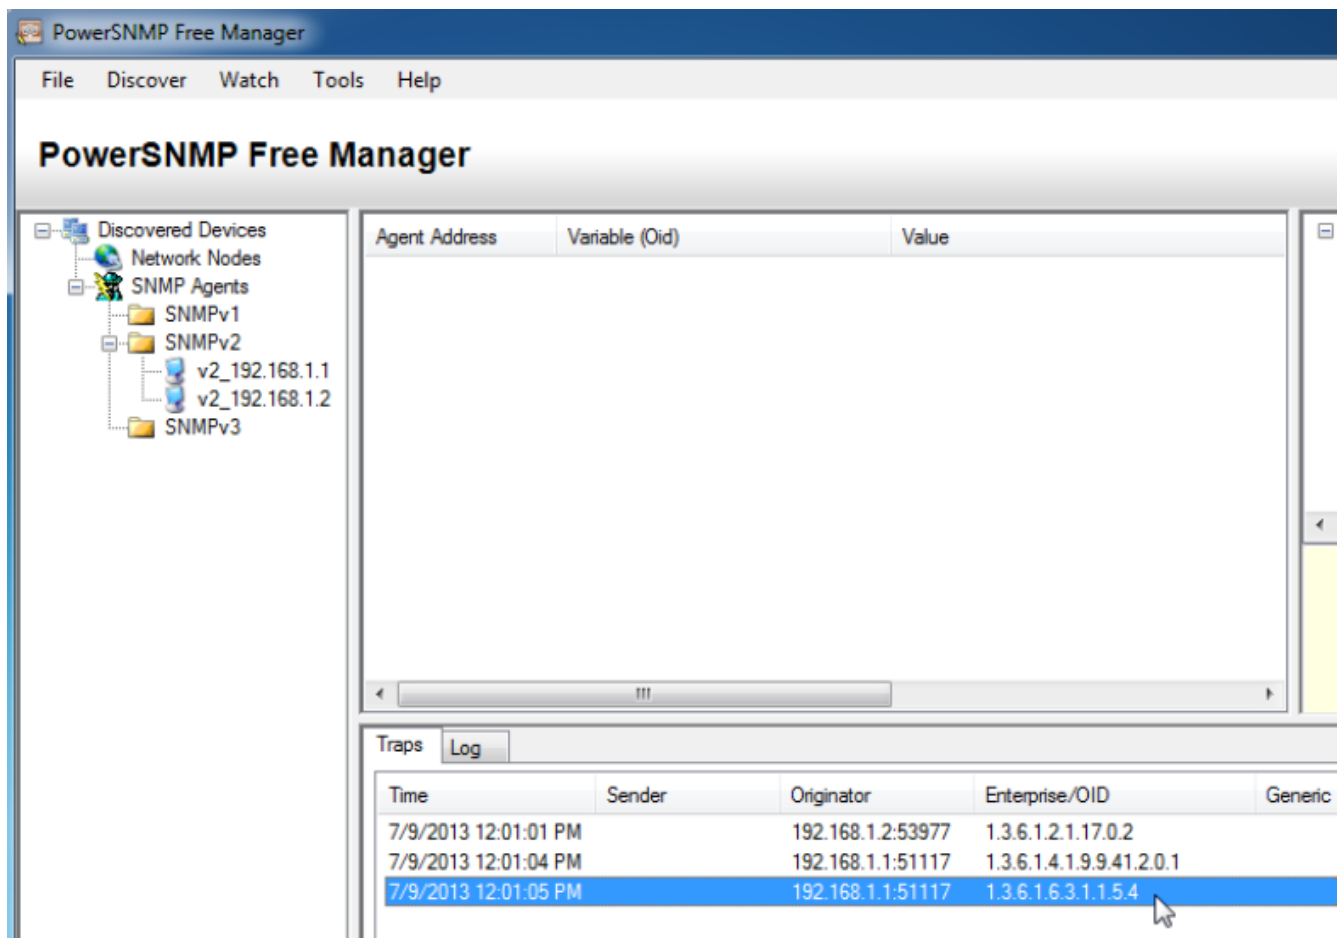 PowerSNMP Free Manager
File Discover Watch Tools Help
PowerSNMP Free Manager
Discovered Devices
Network Nodes
SNMP Agents
SNMPv1
SNMPv2
v2_192.168.1.1
v2_192.168.1.2
SNMPv3
Agent Address Variable (Oid) Value
Traps Log
Time Sender Originator Enterprise/OID Generic
7/9/2013 12:01:01 PM 192.168.1.2:53977 1.3.6.1.2.1.17.0.2
7/9/2013 12:01:04 PM 192.168.1.1:51117 1.3.6.1.4.1.9.9.41.2.0.1
7/9/2013 12:01:05 PM 192.168.1.1:51117 1.3.6.1.6.3.1.1.5.4